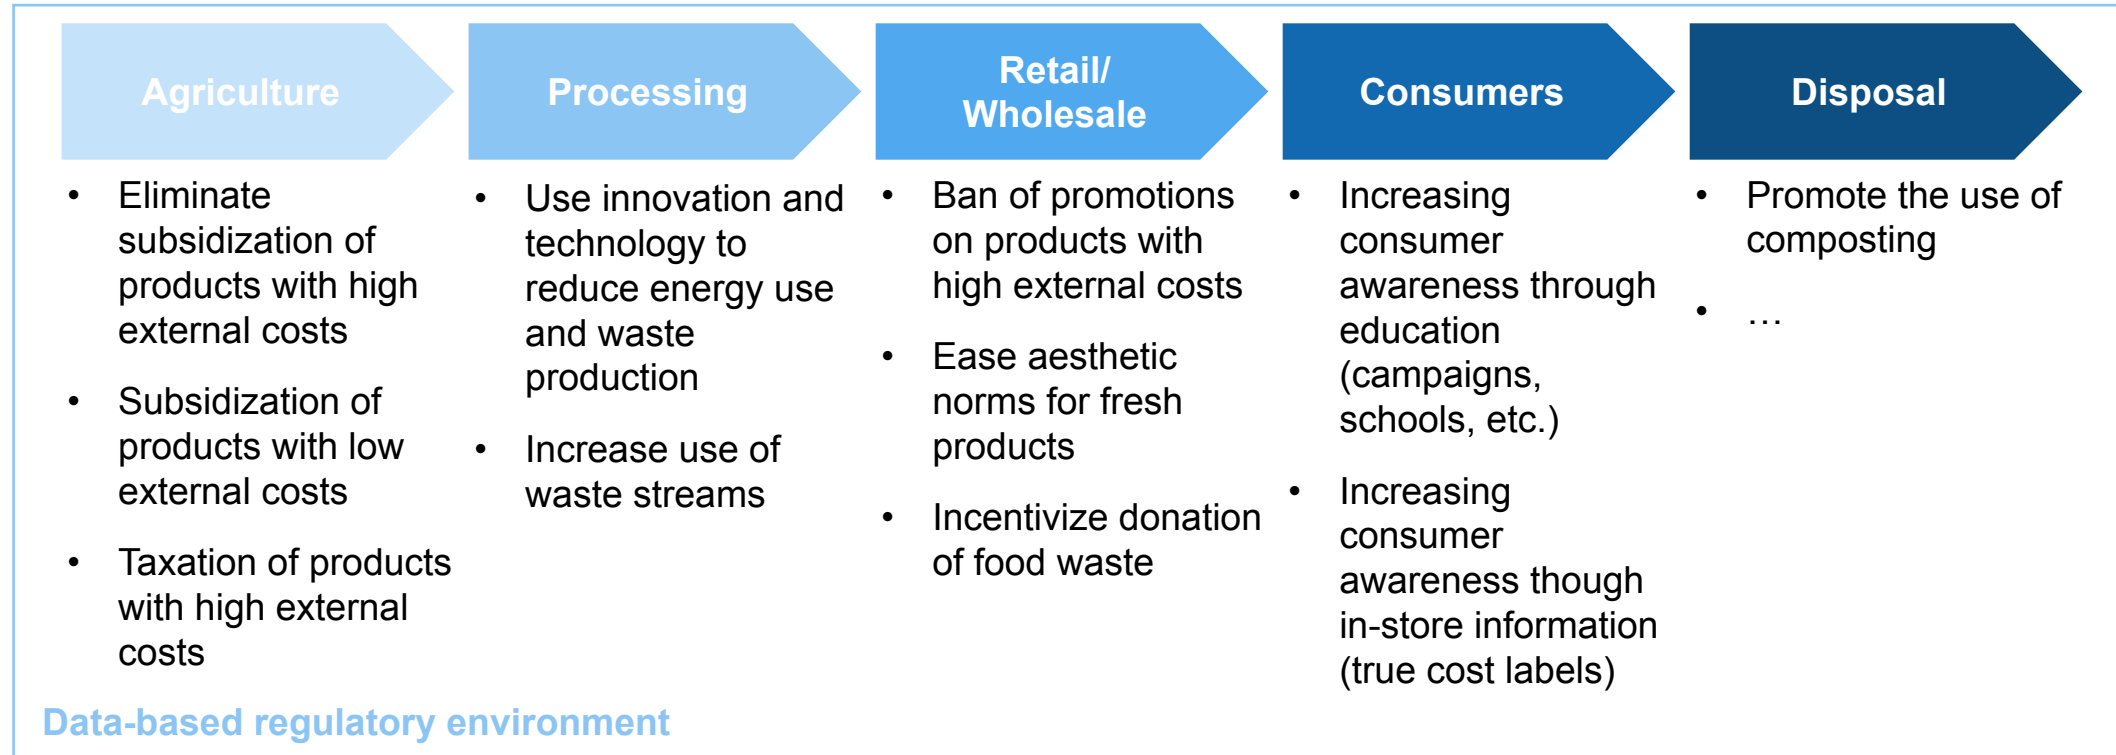 Agriculture
• Eliminate
subsidization of
products with high
external costs
• Subsidization of
products with low
external costs
• Taxation of products
with high external
costs
Processing
• Use innovation and
technology to
reduce energy use
and waste
production
• Increase use of
waste streams
Retail/
Wholesale
• Ban of promotions
on products with
high external costs
• Ease aesthetic
norms for fresh
products
• Incentivize donation
of food waste
Consumers
• Increasing
consumer
awareness through
education
(campaigns,
schools, etc.)
• Increasing
consumer
awareness though
in-store information
(true cost labels)
Disposal
• Promote the use of
composting
• …
Data-based regulatory environment